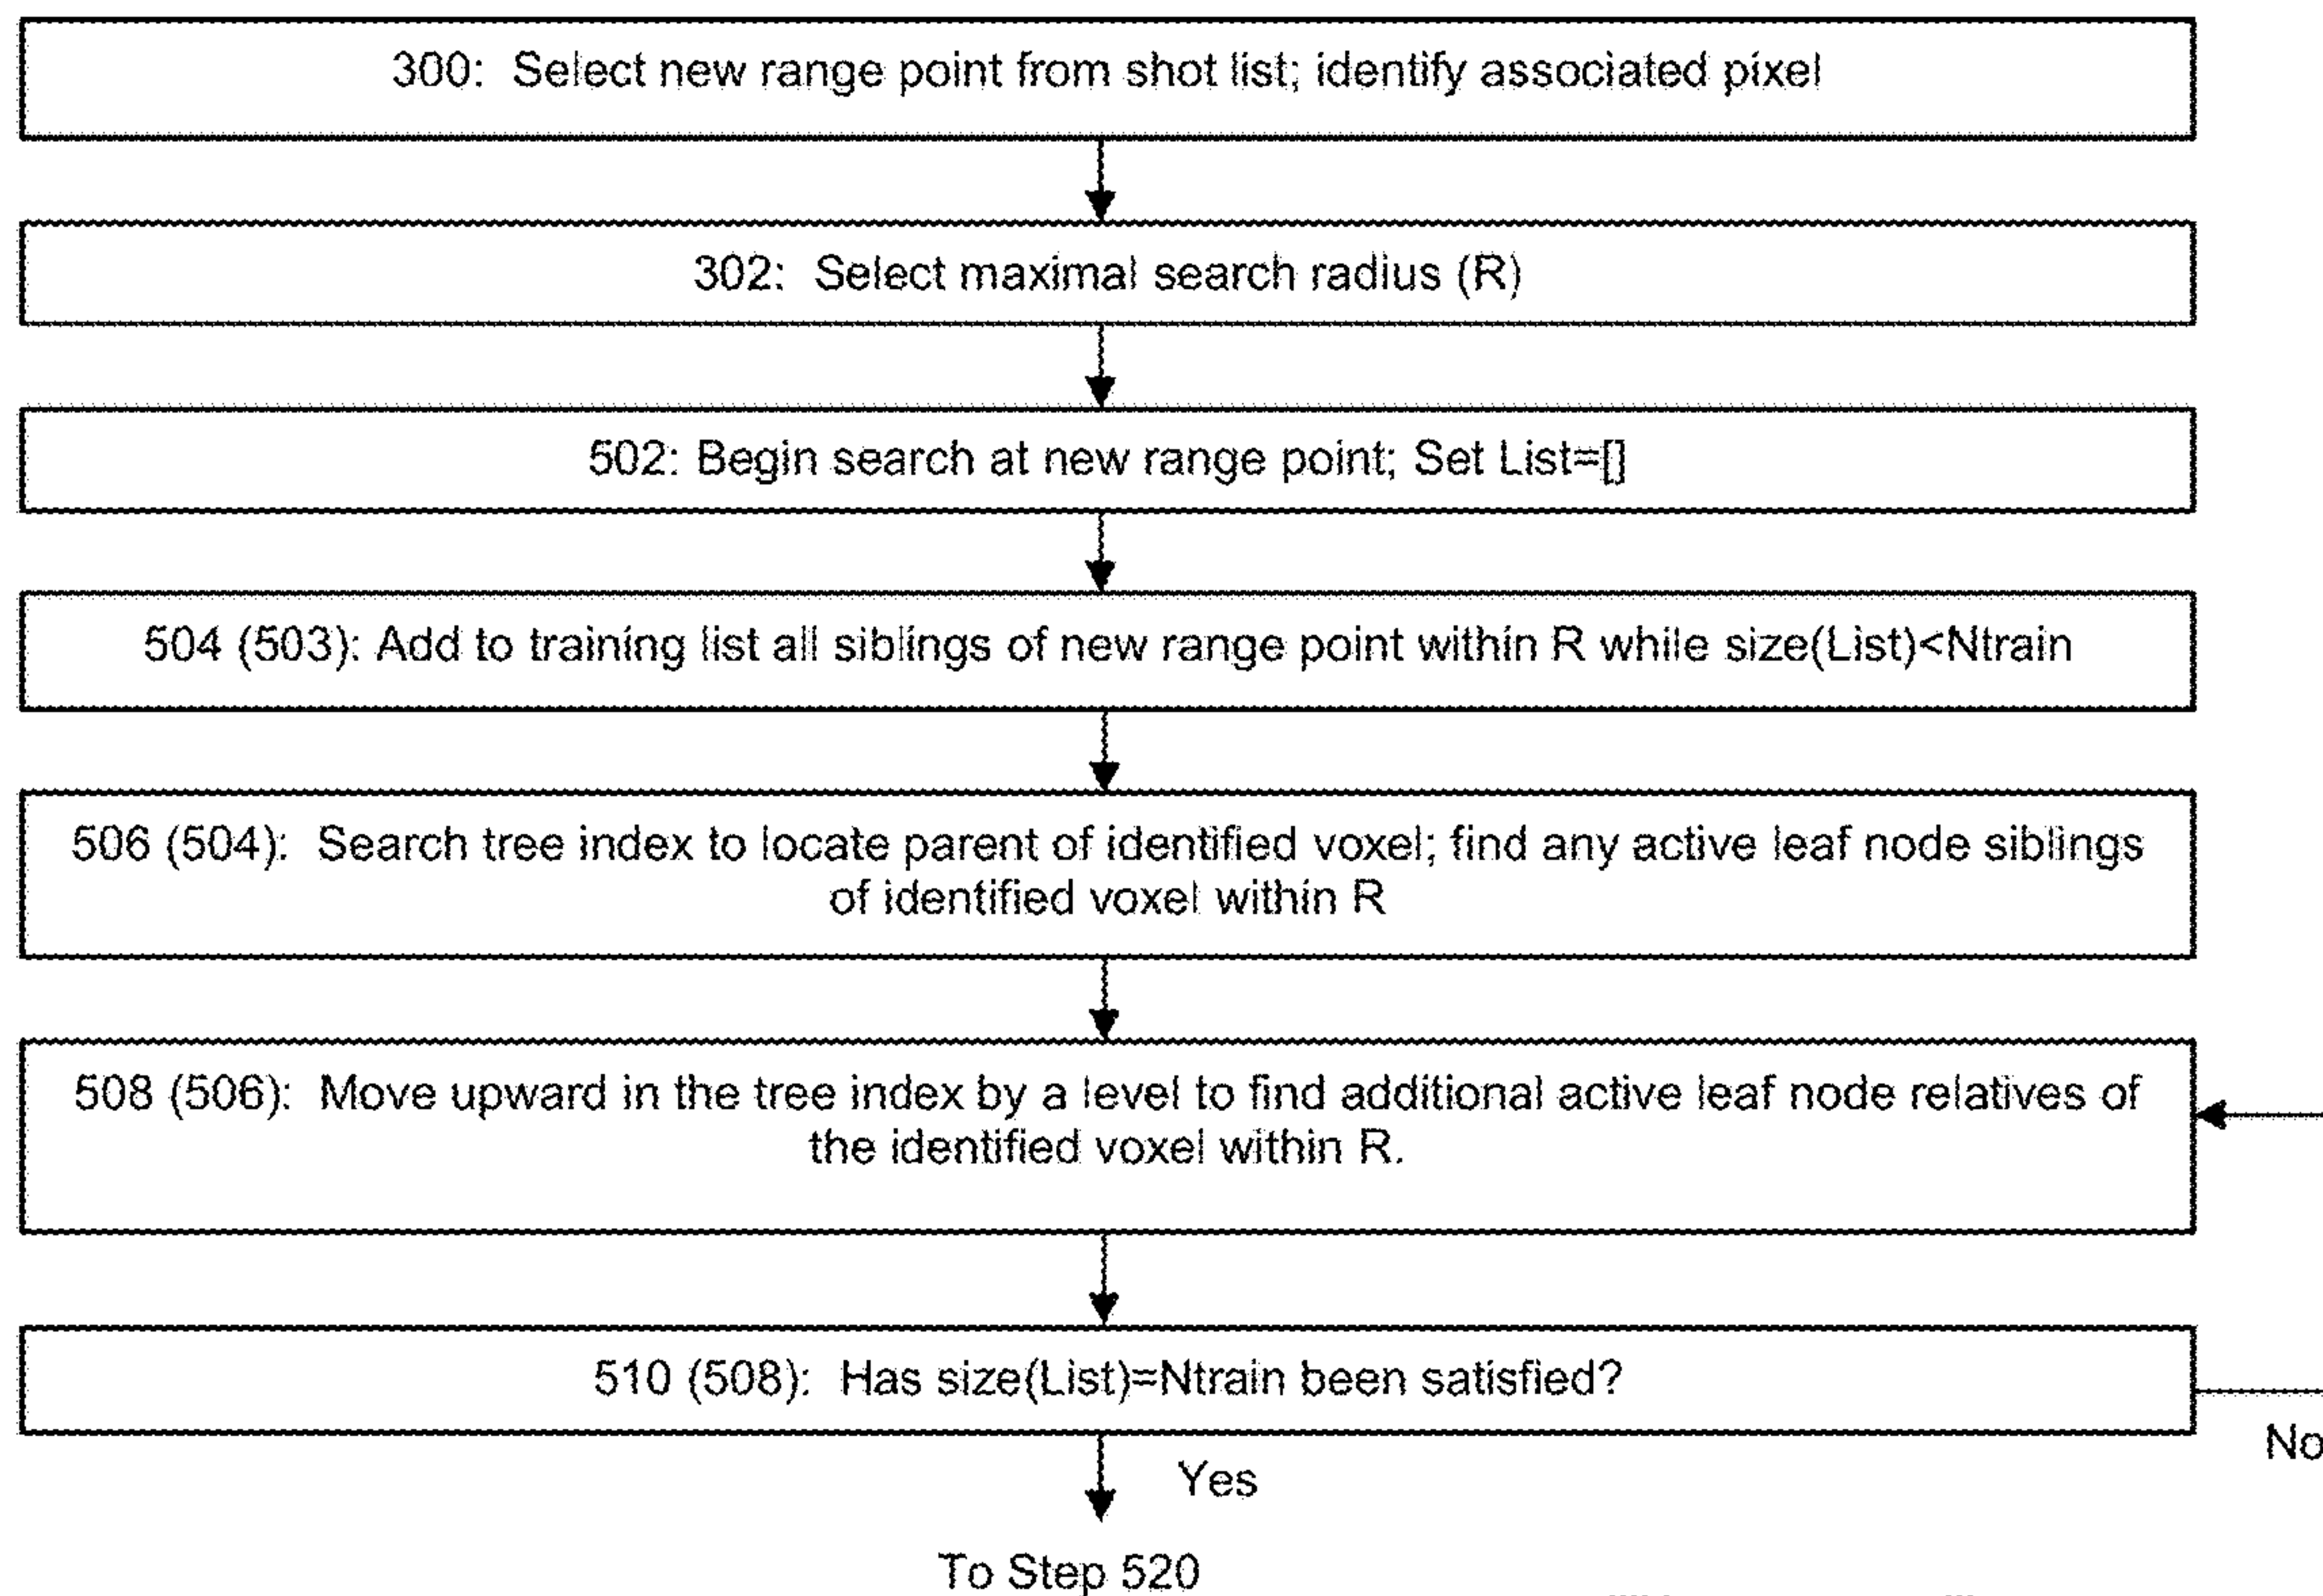 300: Select new range point from shot list; identify associated pixel
302: Select maximal search radius (R)
502: Begin search at new range point; Set List=[]
504 (503): Add to training list all siblings of new range point within R while size(List)<Ntrain
506 (504): Search tree index to locate parent of identified voxel; find any active leaf node siblings
of identified voxel within R
508 (506): Move upward in the tree index by a level to find additional active leaf node relatives of
the identified voxel within R.
510 (508): Has size(List)=Ntrain been satisfied?
No
Yes
To Step 520